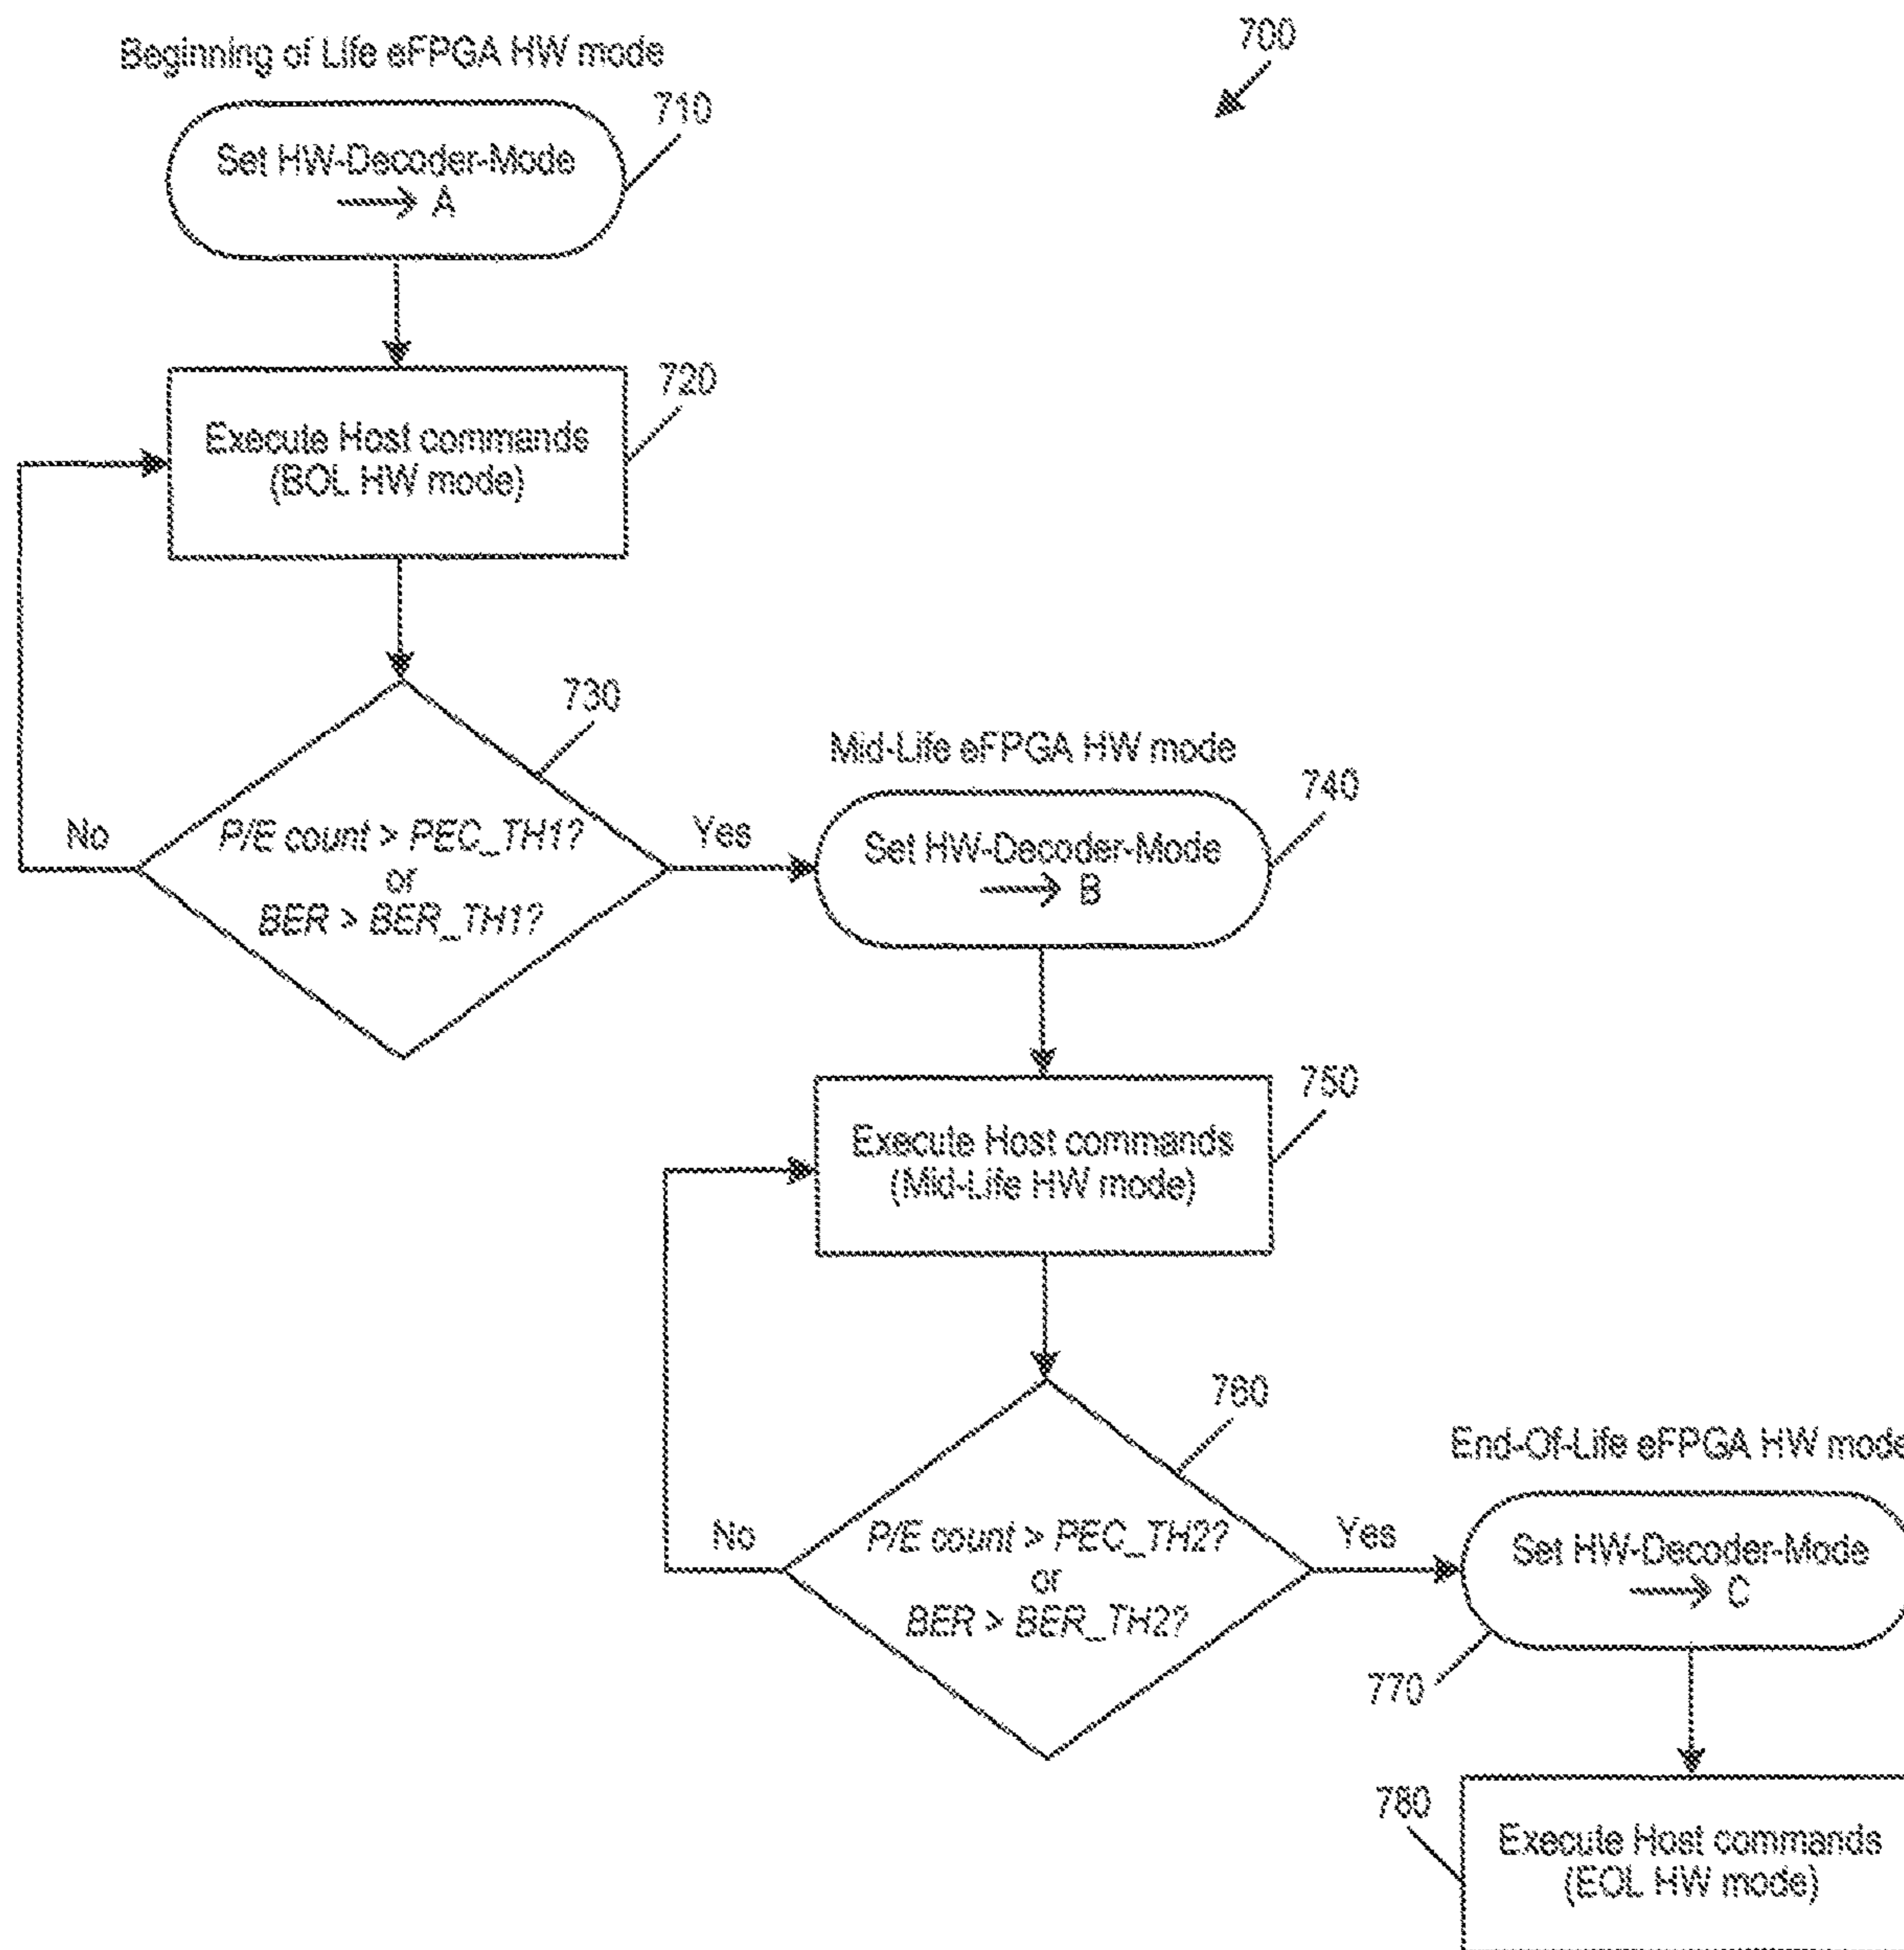 700
Beginning of Life eFPGA HW mode
710
Set HW-Decoder-Mode
→ A
720
Execute Host commands
(BOL HW mode)
730
P/E count > PEC_TH1?
or
BER > BER_TH1?
No
Yes
Mid-Life eFPGA HW mode
740
Set HW-Decoder-Mode
→ B
750
Execute Host commands
(Mid-Life HW mode)
760
P/E count > PEC_TH2?
or
BER > BER_TH2?
No
Yes
End-Of-Life eFPGA HW mode
Set HW-Decoder-Mode
→ C
770
780
Execute Host commands
(EOL HW mode)